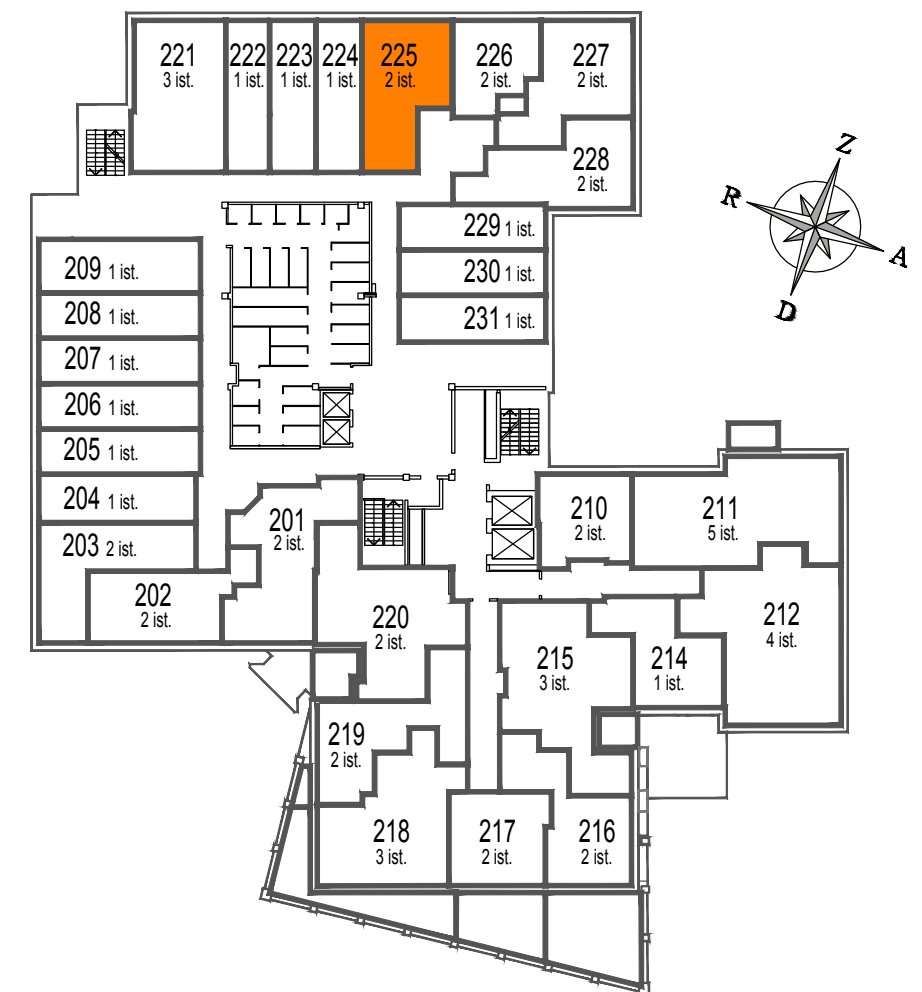 221
3 ist.
222
1 ist.
223
1 ist.
224
1 ist.
225
2 ist.
226
2 ist.
227
2 ist.
228
2 ist.
Z
R
A
D
229 1 ist.
230 1 ist.
231 1 ist.
209 1 ist.
208 1 ist.
207 1 ist.
206 1 ist.
205 1 ist.
204 1 ist.
203 2 ist.
201
2 ist.
202
2 ist.
210
2 ist.
211
5 ist.
212
4 ist.
220
2 ist.
215
3 ist.
214
1 ist.
219
2 ist.
218
3 ist.
217
2 ist.
216
2 ist.